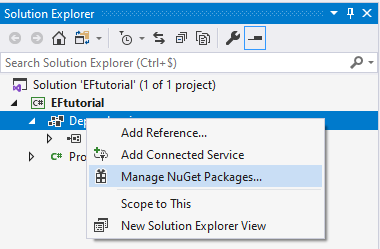 Solution Explorer
Search Solution Explorer (Ctrl+$)
Solution 'EFtutorial' (1 of 1 project)
C# EFtutorial
Add Reference...
Add Connected Service
Manage NuGet Packages...
C#
Scope to This
New Solution Explorer View